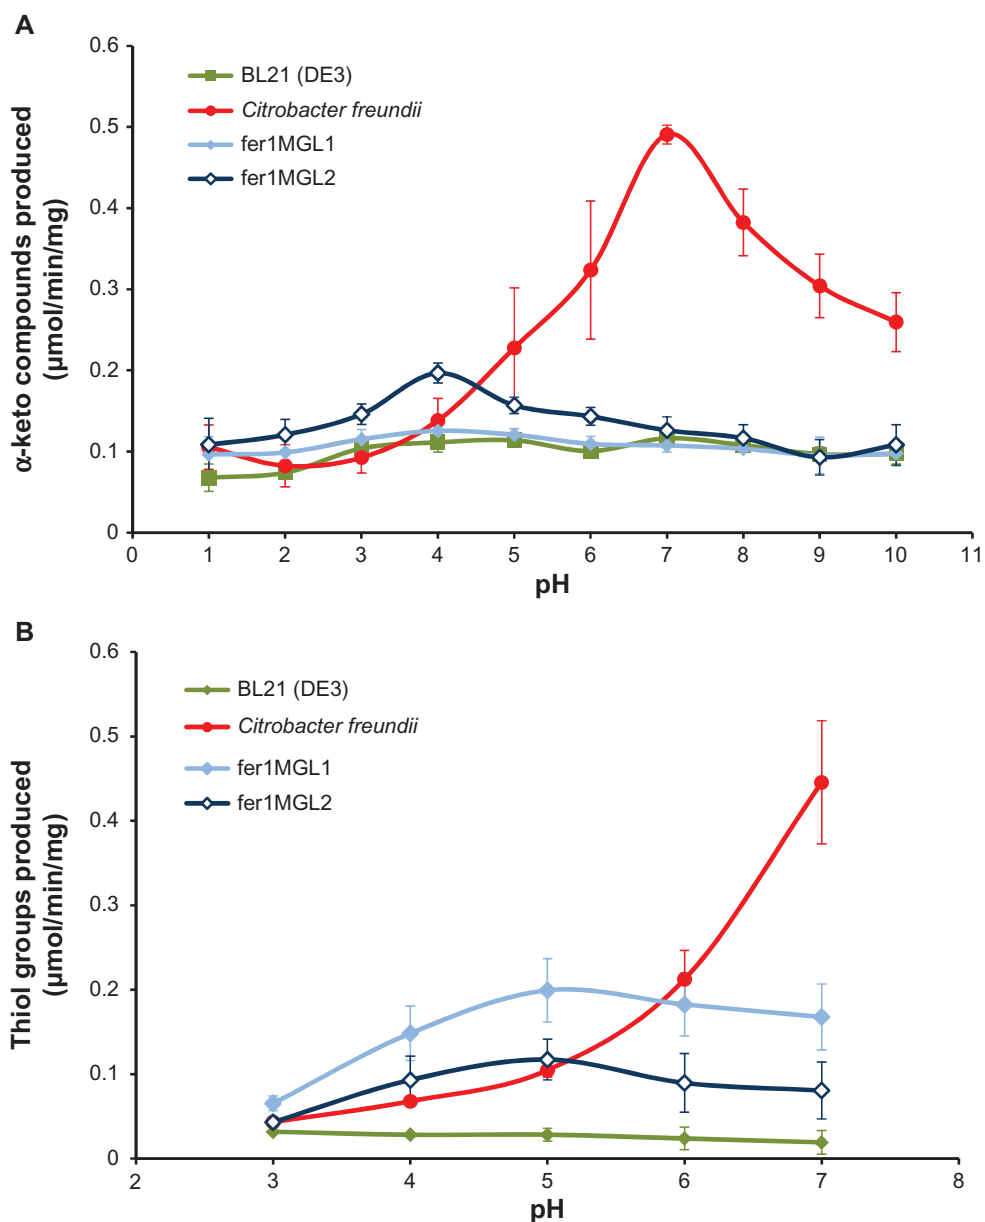 A
α-keto compounds produced
(µmol/min/mg)
0.6
0.5
0.4
0.3
0.2
0.1
0
BL21 (DE3)
Citrobacter freundii
fer1MGL1
fer1MGL2
0 1 2 3 4 5 6 7 8 9 10 11
pH
B
Thiol groups produced
(µmol/min/mg)
0.6
0.5
0.4
0.3
0.2
0.1
0
BL21 (DE3)
Citrobacter freundii
fer1MGL1
fer1MGL2
2 3 4 5 6 7 8
pH